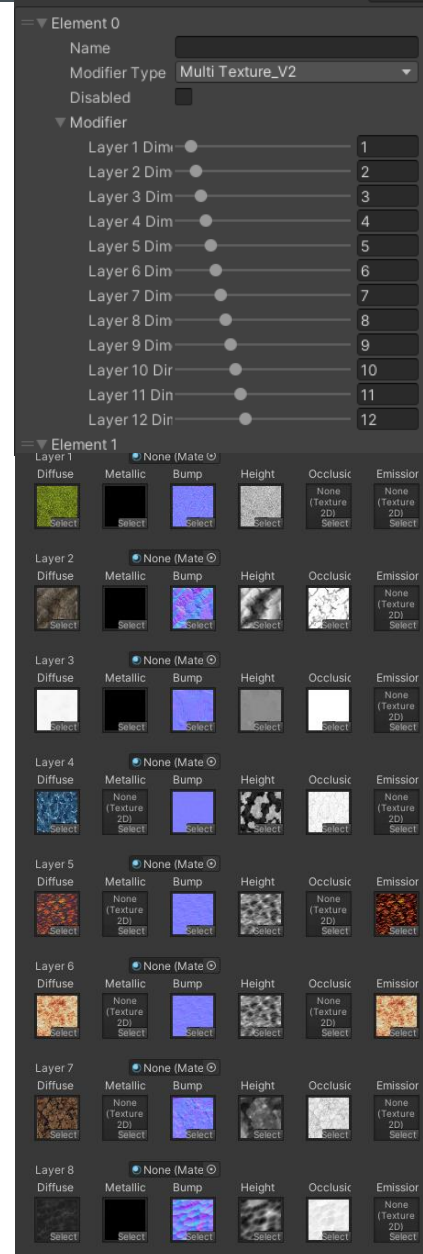 Element 0
Name
Modifier Type Multi Texture_V2
Disabled
Modifier
Layer 1 Dim 1
Layer 2 Dim 2
Layer 3 Dim 3
Layer 4 Dim 4
Layer 5 Dim 5
Layer 6 Dim 6
Layer 7 Dim 7
Layer 8 Dim 8
Layer 9 Dim 9
Layer 10 Dir 10
Layer 11 Din 11
Layer 12 Din 12
Element 1
Layer 1 None (Mate
Diffuse Metallic Bump Height Occlusic Emissior
None None
(Texture (Texture
2D) 2D)
Select Select Select Select Select Select
Layer 2 None (Mate
Diffuse Metallic Bump Height Occlusic Emissior
None
(Texture
2D)
Select Select Select Select Select Select
Layer 3 None (Mate
Diffuse Metallic Bump Height Occlusic Emissior
None
(Texture
2D)
Select Select Select Select Select Select
Layer 4 None (Mate
Diffuse Metallic Bump Height Occlusic Emissior
None None
(Texture (Texture
2D) 2D)
Select Select Select Select Select Select
Layer 5 None (Mate
Diffuse Metallic Bump Height Occlusic Emissior
None None
(Texture (Texture
2D) 2D)
Select Select Select Select Select Select
Layer 6 None (Mate
Diffuse Metallic Bump Height Occlusic Emissior
None None
(Texture (Texture
2D) 2D)
Select Select Select Select Select Select
Layer 7 None (Mate
Diffuse Metallic Bump Height Occlusic Emissior
None None
(Texture (Texture
2D) 2D)
Select Select Select Select Select Select
Layer 8 None (Mate
Diffuse Metallic Bump Height Occlusic Emissior
None
(Texture
2D)
Select Select Select Select Select Select